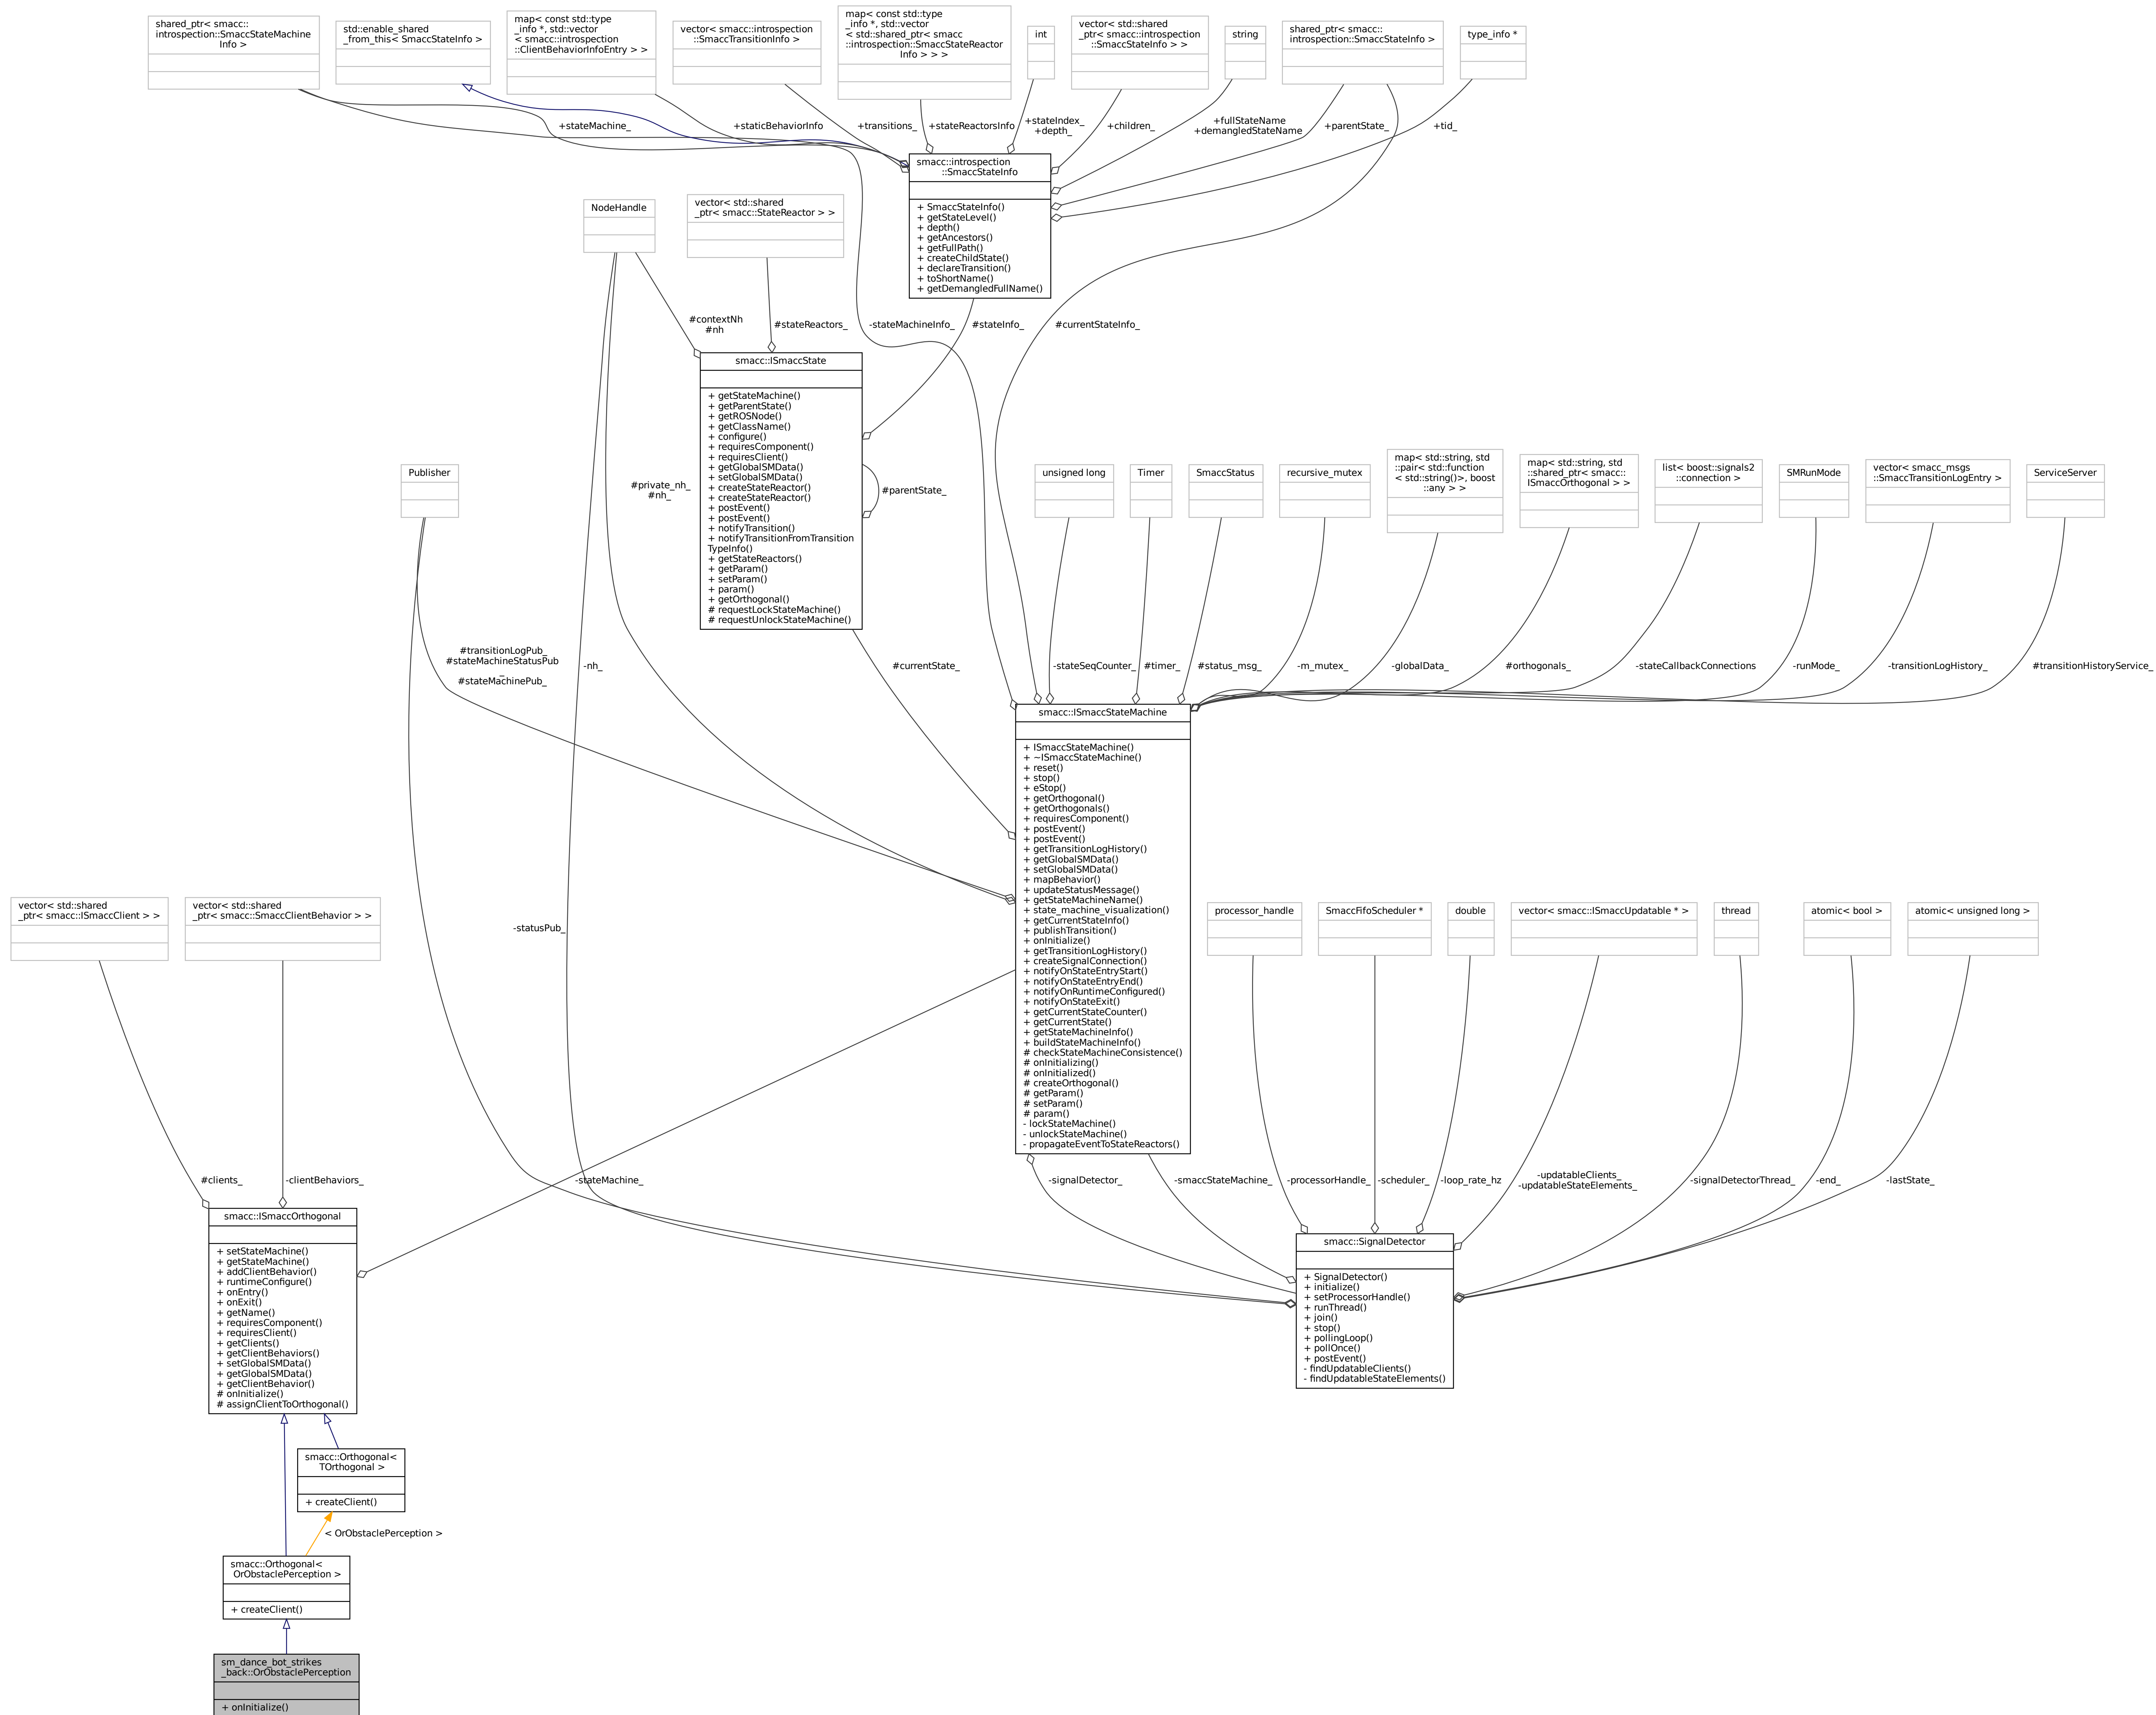 shared_ptr< smacc::
introspection::SmaccStateMachine
Info >
std::enable_shared
_from_this< SmaccStateInfo >
map< const std::type
_info *, std::vector
< smacc::introspection
::ClientBehaviorInfoEntry > >
vector< smacc::introspection
::SmaccTransitionInfo >
map< const std::type
_info *, std::vector
< std::shared_ptr< smacc
::introspection::SmaccStateReactor
Info > > >
int
vector< std::shared
_ptr< smacc::introspection
::SmaccStateInfo > >
string
shared_ptr< smacc::
introspection::SmaccStateInfo >
type_info *
+stateMachine_
+staticBehaviorInfo
+transitions_
+stateReactorsInfo
+stateIndex_
+depth_
+children_
+fullStateName
+demangledStateName
+parentState_
+tid_
smacc::introspection
::SmaccStateInfo
+ SmaccStateInfo()
+ getStateLevel()
+ depth()
+ getAncestors()
+ getFullPath()
+ createChildState()
+ declareTransition()
+ toShortName()
+ getDemangledFullName()
NodeHandle
vector< std::shared
_ptr< smacc::StateReactor > >
#contextNh
#nh
#stateReactors_
-stateMachineInfo_
#stateInfo_
#currentStateInfo_
smacc::ISmaccState
+ getStateMachine()
+ getParentState()
+ getROSNode()
+ getClassName()
+ configure()
+ requiresComponent()
+ requiresClient()
+ getGlobalSMData()
+ setGlobalSMData()
+ createStateReactor()
+ createStateReactor()
+ postEvent()
+ postEvent()
+ notifyTransition()
+ notifyTransitionFromTransition
TypeInfo()
+ getStateReactors()
+ getParam()
+ setParam()
+ param()
+ getOrthogonal()
# requestLockStateMachine()
# requestUnlockStateMachine()
#parentState_
Publisher
#private_nh_
#nh_
unsigned long
Timer
SmaccStatus
recursive_mutex
map< std::string, std
::pair< std::function
< std::string()>, boost
::any > >
map< std::string, std
::shared_ptr< smacc::
ISmaccOrthogonal > >
list< boost::signals2
::connection >
SMRunMode
vector< smacc_msgs
::SmaccTransitionLogEntry >
ServiceServer
#transitionLogPub_
#stateMachineStatusPub
_
#stateMachinePub_
-nh_
#currentState_
-stateSeqCounter_
#timer_
#status_msg_
-m_mutex_
-globalData_
#orthogonals_
-stateCallbackConnections
-runMode_
-transitionLogHistory_
#transitionHistoryService_
smacc::ISmaccStateMachine
+ ISmaccStateMachine()
+ ~ISmaccStateMachine()
+ reset()
+ stop()
+ eStop()
+ getOrthogonal()
+ getOrthogonals()
+ requiresComponent()
+ postEvent()
+ postEvent()
+ getTransitionLogHistory()
+ getGlobalSMData()
+ setGlobalSMData()
+ mapBehavior()
+ updateStatusMessage()
+ getStateMachineName()
+ state_machine_visualization()
+ getCurrentStateInfo()
+ publishTransition()
+ onInitialize()
+ getTransitionLogHistory()
+ createSignalConnection()
+ notifyOnStateEntryStart()
+ notifyOnStateEntryEnd()
+ notifyOnRuntimeConfigured()
+ notifyOnStateExit()
+ getCurrentStateCounter()
+ getCurrentState()
+ getStateMachineInfo()
+ buildStateMachineInfo()
# checkStateMachineConsistence()
# onInitializing()
# onInitialized()
# createOrthogonal()
# getParam()
# setParam()
# param()
- lockStateMachine()
- unlockStateMachine()
- propagateEventToStateReactors()
vector< std::shared
_ptr< smacc::ISmaccClient > >
vector< std::shared
_ptr< smacc::SmaccClientBehavior > >
-statusPub_
processor_handle
SmaccFifoScheduler *
double
vector< smacc::ISmaccUpdatable * >
thread
atomic< bool >
atomic< unsigned long >
#clients_
-clientBehaviors_
-stateMachine_
-signalDetector_
-smaccStateMachine_
-processorHandle_
-scheduler_
-loop_rate_hz
-updatableClients_
-updatableStateElements_
-signalDetectorThread_
-end_
-lastState_
smacc::ISmaccOrthogonal
+ setStateMachine()
+ getStateMachine()
+ addClientBehavior()
+ runtimeConfigure()
+ onEntry()
+ onExit()
+ getName()
+ requiresComponent()
+ requiresClient()
+ getClients()
+ getClientBehaviors()
+ setGlobalSMData()
+ getGlobalSMData()
+ getClientBehavior()
# onInitialize()
# assignClientToOrthogonal()
smacc::SignalDetector
+ SignalDetector()
+ initialize()
+ setProcessorHandle()
+ runThread()
+ join()
+ stop()
+ pollingLoop()
+ pollOnce()
+ postEvent()
- findUpdatableClients()
- findUpdatableStateElements()
smacc::Orthogonal<
TOrthogonal >
+ createClient()
< OrObstaclePerception >
smacc::Orthogonal<
OrObstaclePerception >
+ createClient()
sm_dance_bot_strikes
_back::OrObstaclePerception
+ onInitialize()